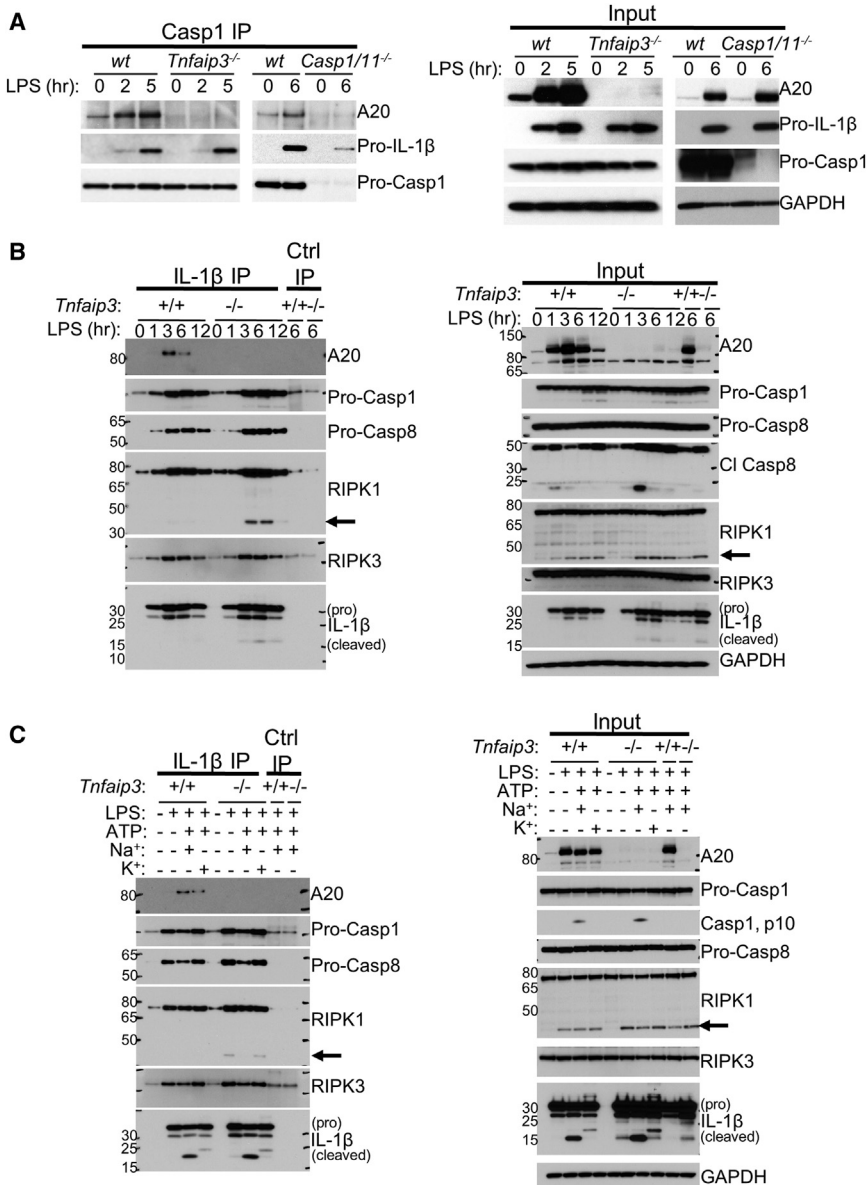 A
Casp1 IP
wt Tnfaip3-/- wt Casp1/11-/-
LPS (hr): 0 2 5 0 2 5 0 6 0 6
A20
Pro-IL-1β
Pro-Casp1
Input
wt Tnfaip3-/- wt Casp1/11-/-
LPS (hr): 0 2 5 0 2 5 0 6 0 6
A20
Pro-IL-1β
Pro-Casp1
GAPDH
B
IL-1β IP Ctrl IP
Tnfaip3: +/+ -/- +/+-/-
LPS (hr): 0 1 3 6 12 0 1 3 6 12 6 6
80 A20
Pro-Casp1
65 Pro-Casp8
50
80
65 RIPK1
50
30
RIPK3
30 (pro)
25 IL-1β
15 (cleaved)
10
Input
Tnfaip3: +/+ -/- +/+-/-
LPS (hr): 0 1 3 6 12 0 1 3 6 12 6 6
150
80 A20
65
Pro-Casp1
Pro-Casp8
50
30 Cl Casp8
25
80
65 RIPK1
50
RIPK3
30 (pro)
25 IL-1β
15 (cleaved)
GAPDH
C
IL-1β IP Ctrl IP
Tnfaip3: +/+ -/- +/+-/-
LPS: - + + + - + + + + +
ATP: - - + + - - + + + +
Na+: - - + - - - + - + +
K+: - - - + - - - + - -
80 A20
Pro-Casp1
65 Pro-Casp8
50
80
65 RIPK1
50
RIPK3
30 (pro)
25 IL-1β
15 (cleaved)
Input
Tnfaip3: +/+ -/- +/+-/-
LPS: - + + + - + + + + +
ATP: - - + + - - + + + +
Na+: - - + - - - + - + +
K+: - - - + - - - + - -
80 A20
Pro-Casp1
Casp1, p10
Pro-Casp8
80
65 RIPK1
50
RIPK3
30 (pro)
25 IL-1β
15 (cleaved)
GAPDH